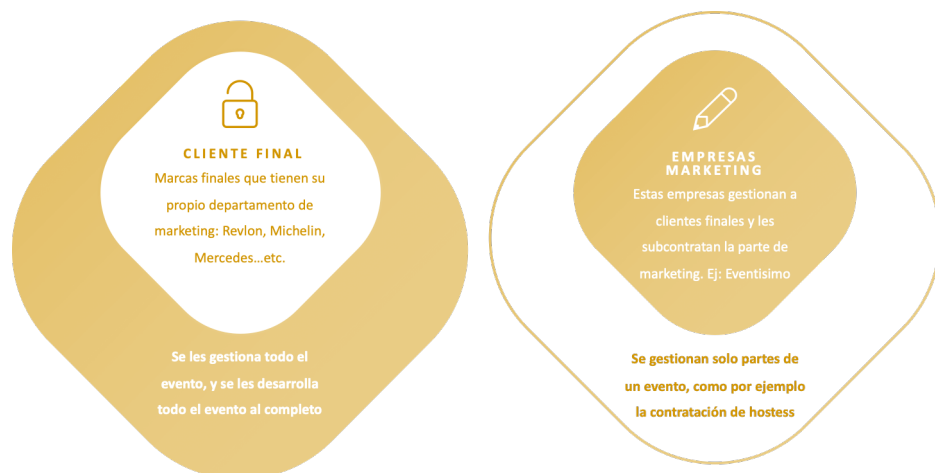 CLIENTE FINAL
Marcas finales que tienen su
propio departamento de
marketing: Revlon, Michelin,
Mercedes...etc.
Se les gestiona todo el
evento, y se les desarrolla
todo el evento al completo
EMPRESAS
MARKETING
Estas empresas gestionan a
clientes finales y les
subcontratan la parte de
marketing. Ej: Eventisimo
Se gestionan solo partes de
un evento, como por ejemplo
la contratación de hostess